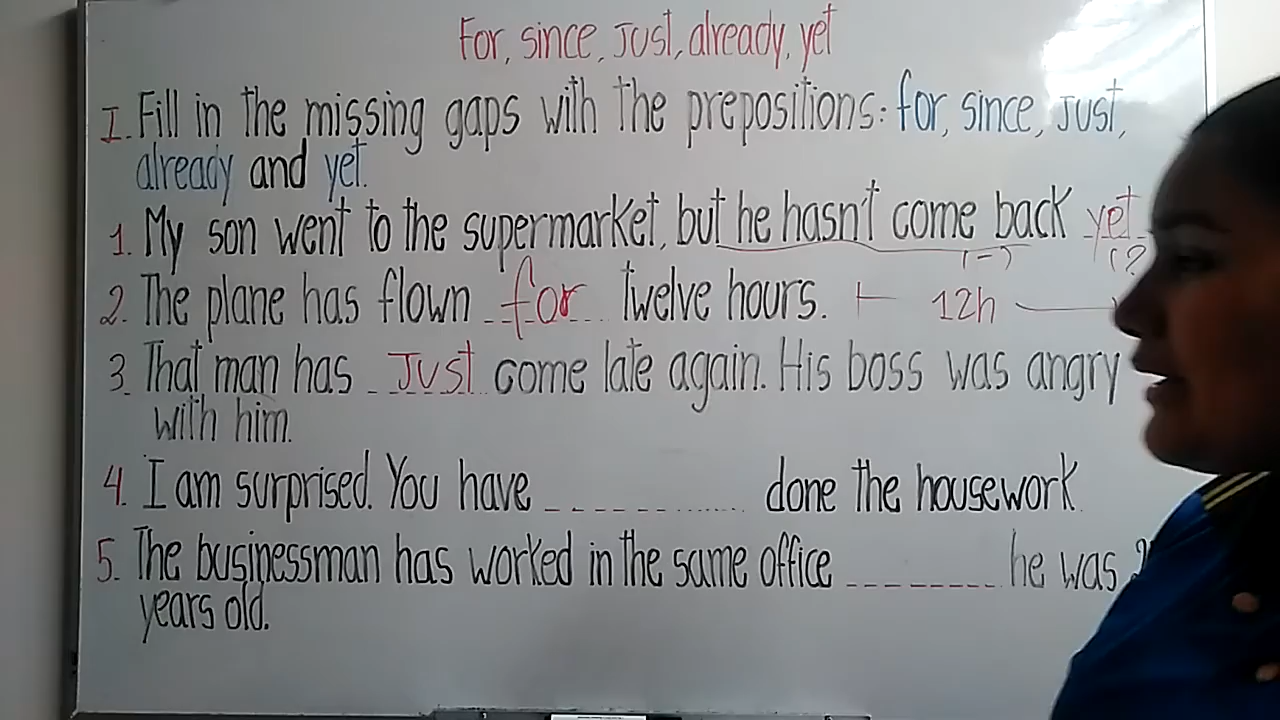 For, since, Just, already, yet
I. Fill in the missing gaps with the prepositions: for, since, Just,
already and yet.
1. My son went to the supermarket, but he hasn't come back yet
(-) (?
2. The plane has flown for twelve hours. 12h
3. That man has Just come late again. His boss was angry
with him.
4. I am surprised. You have ____ done the housework
5. The businessman has worked in the same office ____ he was
years old.